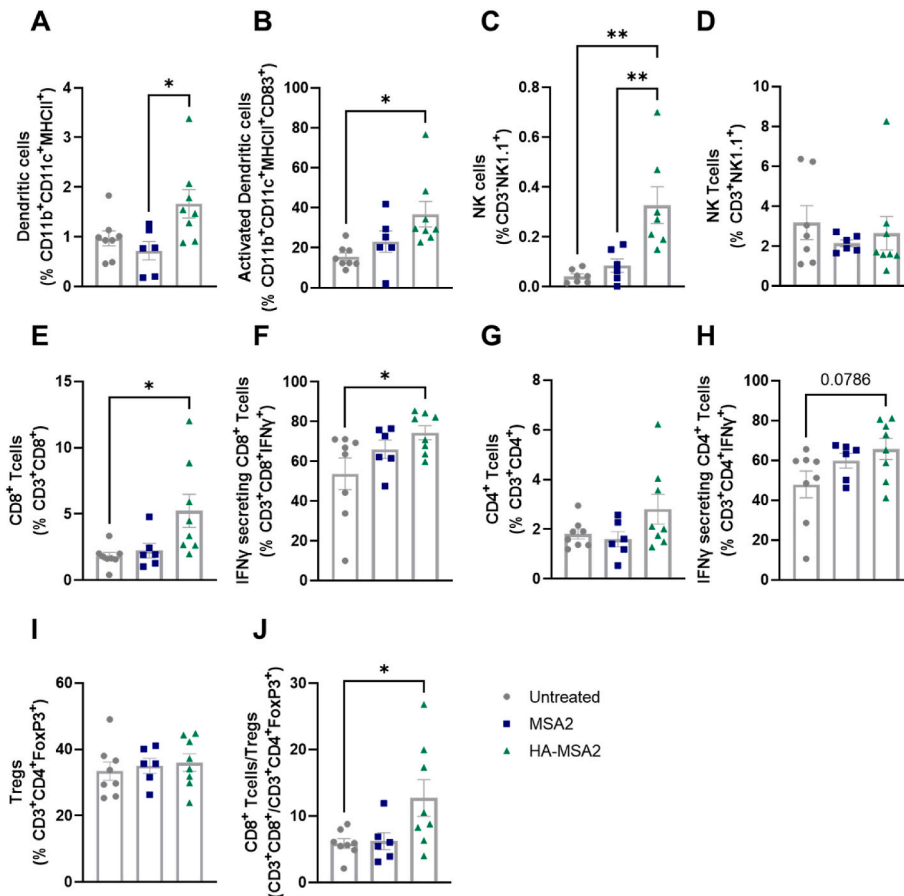 A
Dendritic cells
(% CD11b⁺CD11c⁺MHCII⁺)
4
3
2
1
0
*
B
Activated Dendritic cells
(% CD11b⁺CD11c⁺MHCII⁺CD83⁺)
100
80
60
40
20
0
*
C
NK cells
(%CD3⁻NK1.1⁺)
0.8
0.6
0.4
0.2
0.0
**
**
D
NK Tcells
(% CD3⁺NK1.1⁺)
10
8
6
4
2
0
E
CD8⁺ Tcells
(% CD3⁺CD8⁺)
15
10
5
0
*
F
IFNγ secreting CD8⁺ Tcells
(% CD3⁺CD8⁺IFNγ⁺)
100
80
60
40
20
0
*
G
CD4⁺ Tcells
(% CD3⁺CD4⁺)
8
6
4
2
0
H
IFNγ secreting CD4⁺ Tcells
(% CD3⁺CD4⁺IFNγ⁺)
100
80
60
40
20
0
0.0786
I
Tregs
(% CD3⁺CD4⁺FoxP3⁺)
60
40
20
0
J
CD8⁺ Tcells/Tregs
(CD3⁺CD8⁺/CD3⁺CD4⁺FoxP3⁺)
30
20
10
0
*
Untreated
MSA2
HA-MSA2